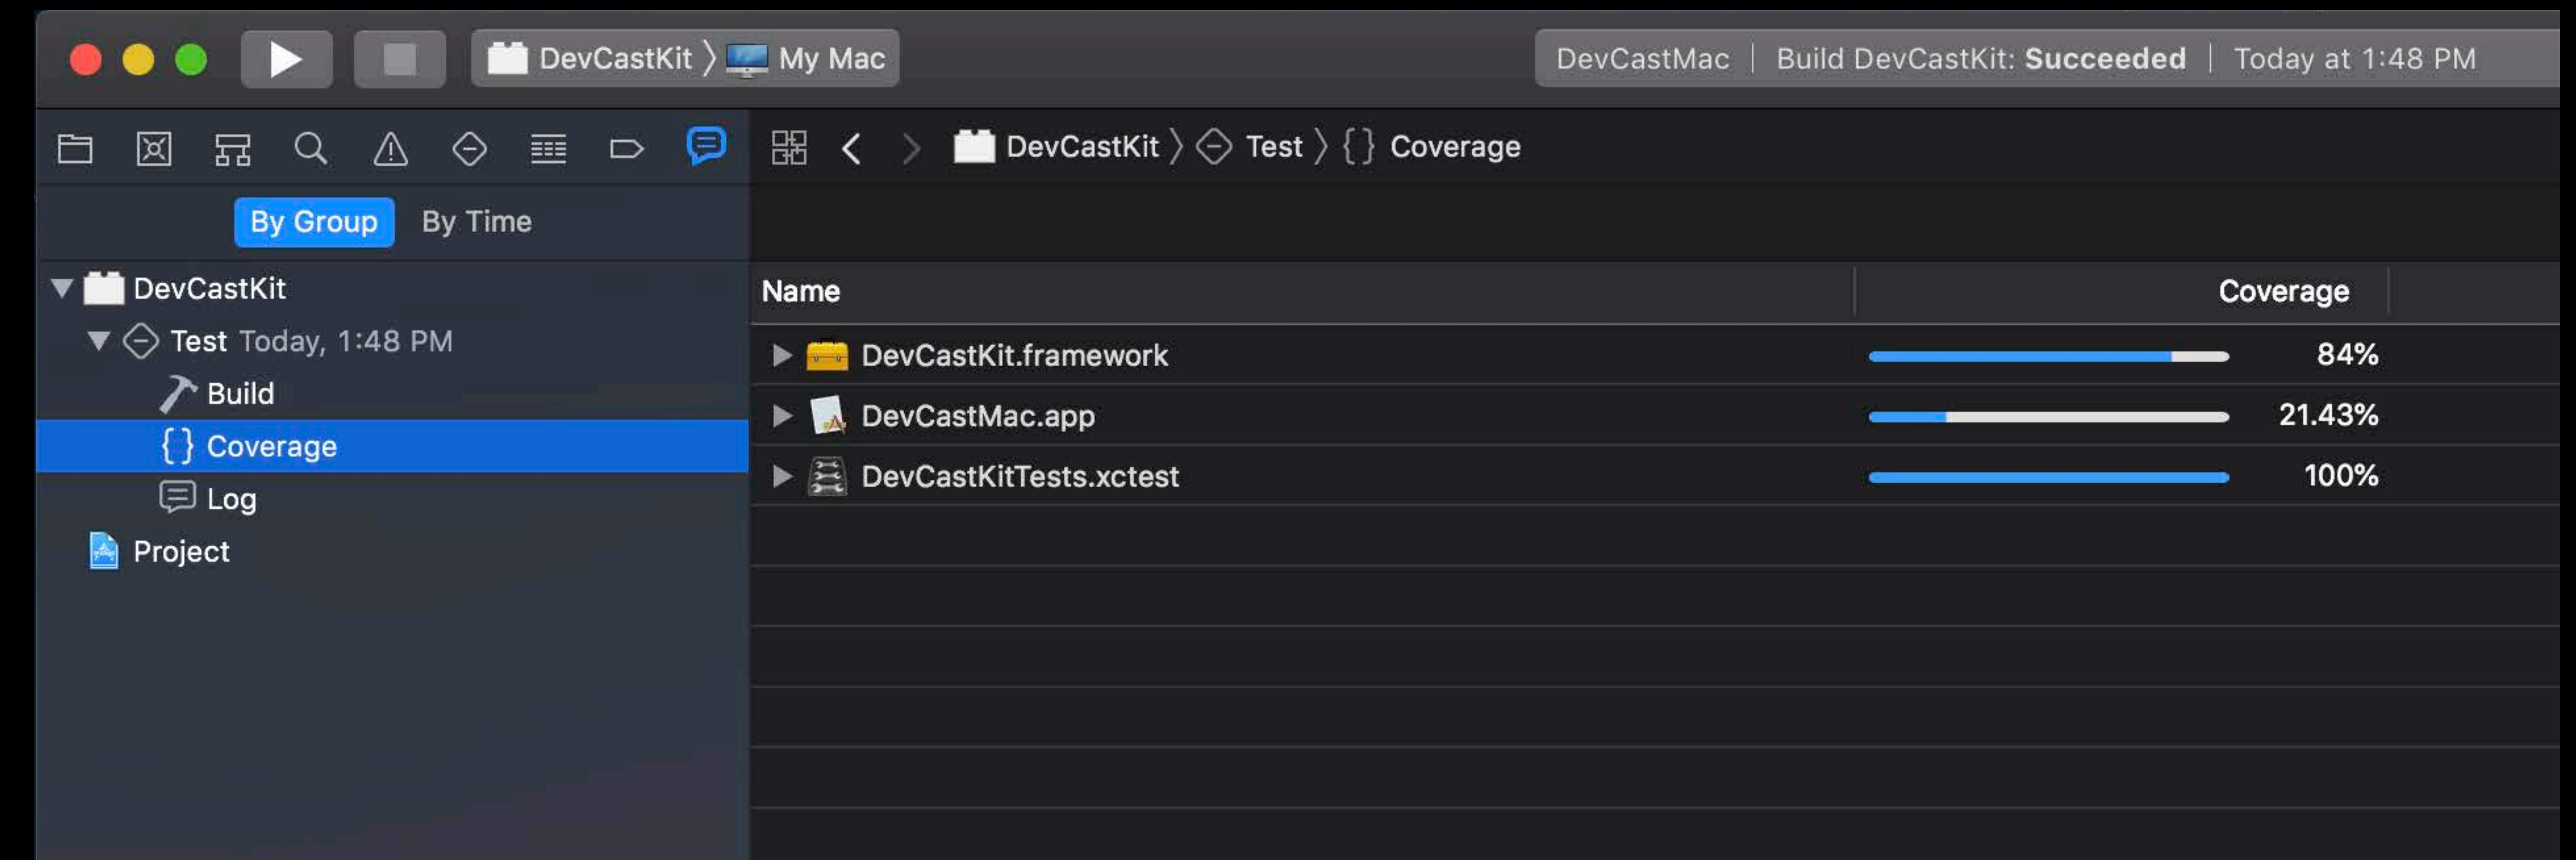 DevCastKit 〉 My Mac
DevCastMac | Build DevCastKit: Succeeded | Today at 1:48 PM
DevCastKit 〉 Test 〉 {} Coverage
By Group By Time
DevCastKit
Test Today, 1:48 PM
Build
{} Coverage
Log
Project
Name Coverage
DevCastKit.framework 84%
DevCastMac.app 21.43%
DevCastKitTests.xctest 100%